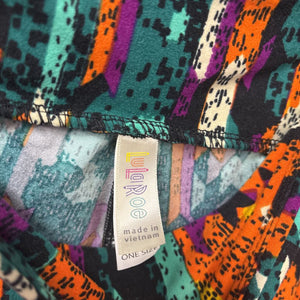 LuLaRoe
made in
vietnam
ONE SIZE